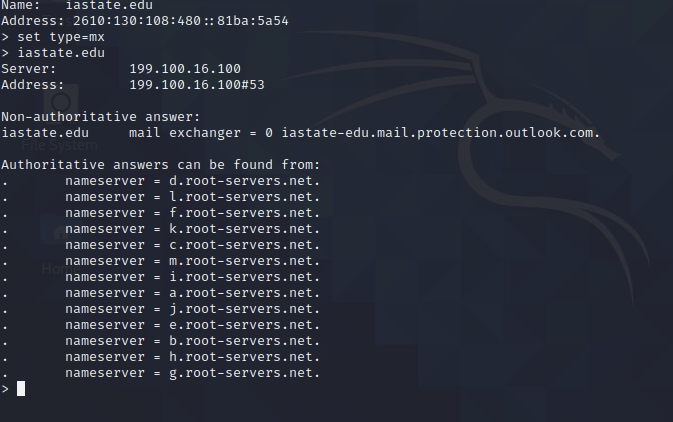 Name:   iastate.edu
Address: 2610:130:108:480::81ba:5a54
> set type=mx
> iastate.edu
Server:         199.100.16.100
Address:        199.100.16.100#53

Non-authoritative answer:
iastate.edu     mail exchanger = 0 iastate-edu.mail.protection.outlook.com.
File System

Authoritative answers can be found from:
.       nameserver = d.root-servers.net.
.       nameserver = l.root-servers.net.
.       nameserver = f.root-servers.net.
.       nameserver = k.root-servers.net.
.       nameserver = c.root-servers.net.
.       nameserver = m.root-servers.net.
.       nameserver = i.root-servers.net.
.       nameserver = a.root-servers.net.
.       nameserver = j.root-servers.net.
.       nameserver = e.root-servers.net.
.       nameserver = b.root-servers.net.
.       nameserver = h.root-servers.net.
.       nameserver = g.root-servers.net.
>